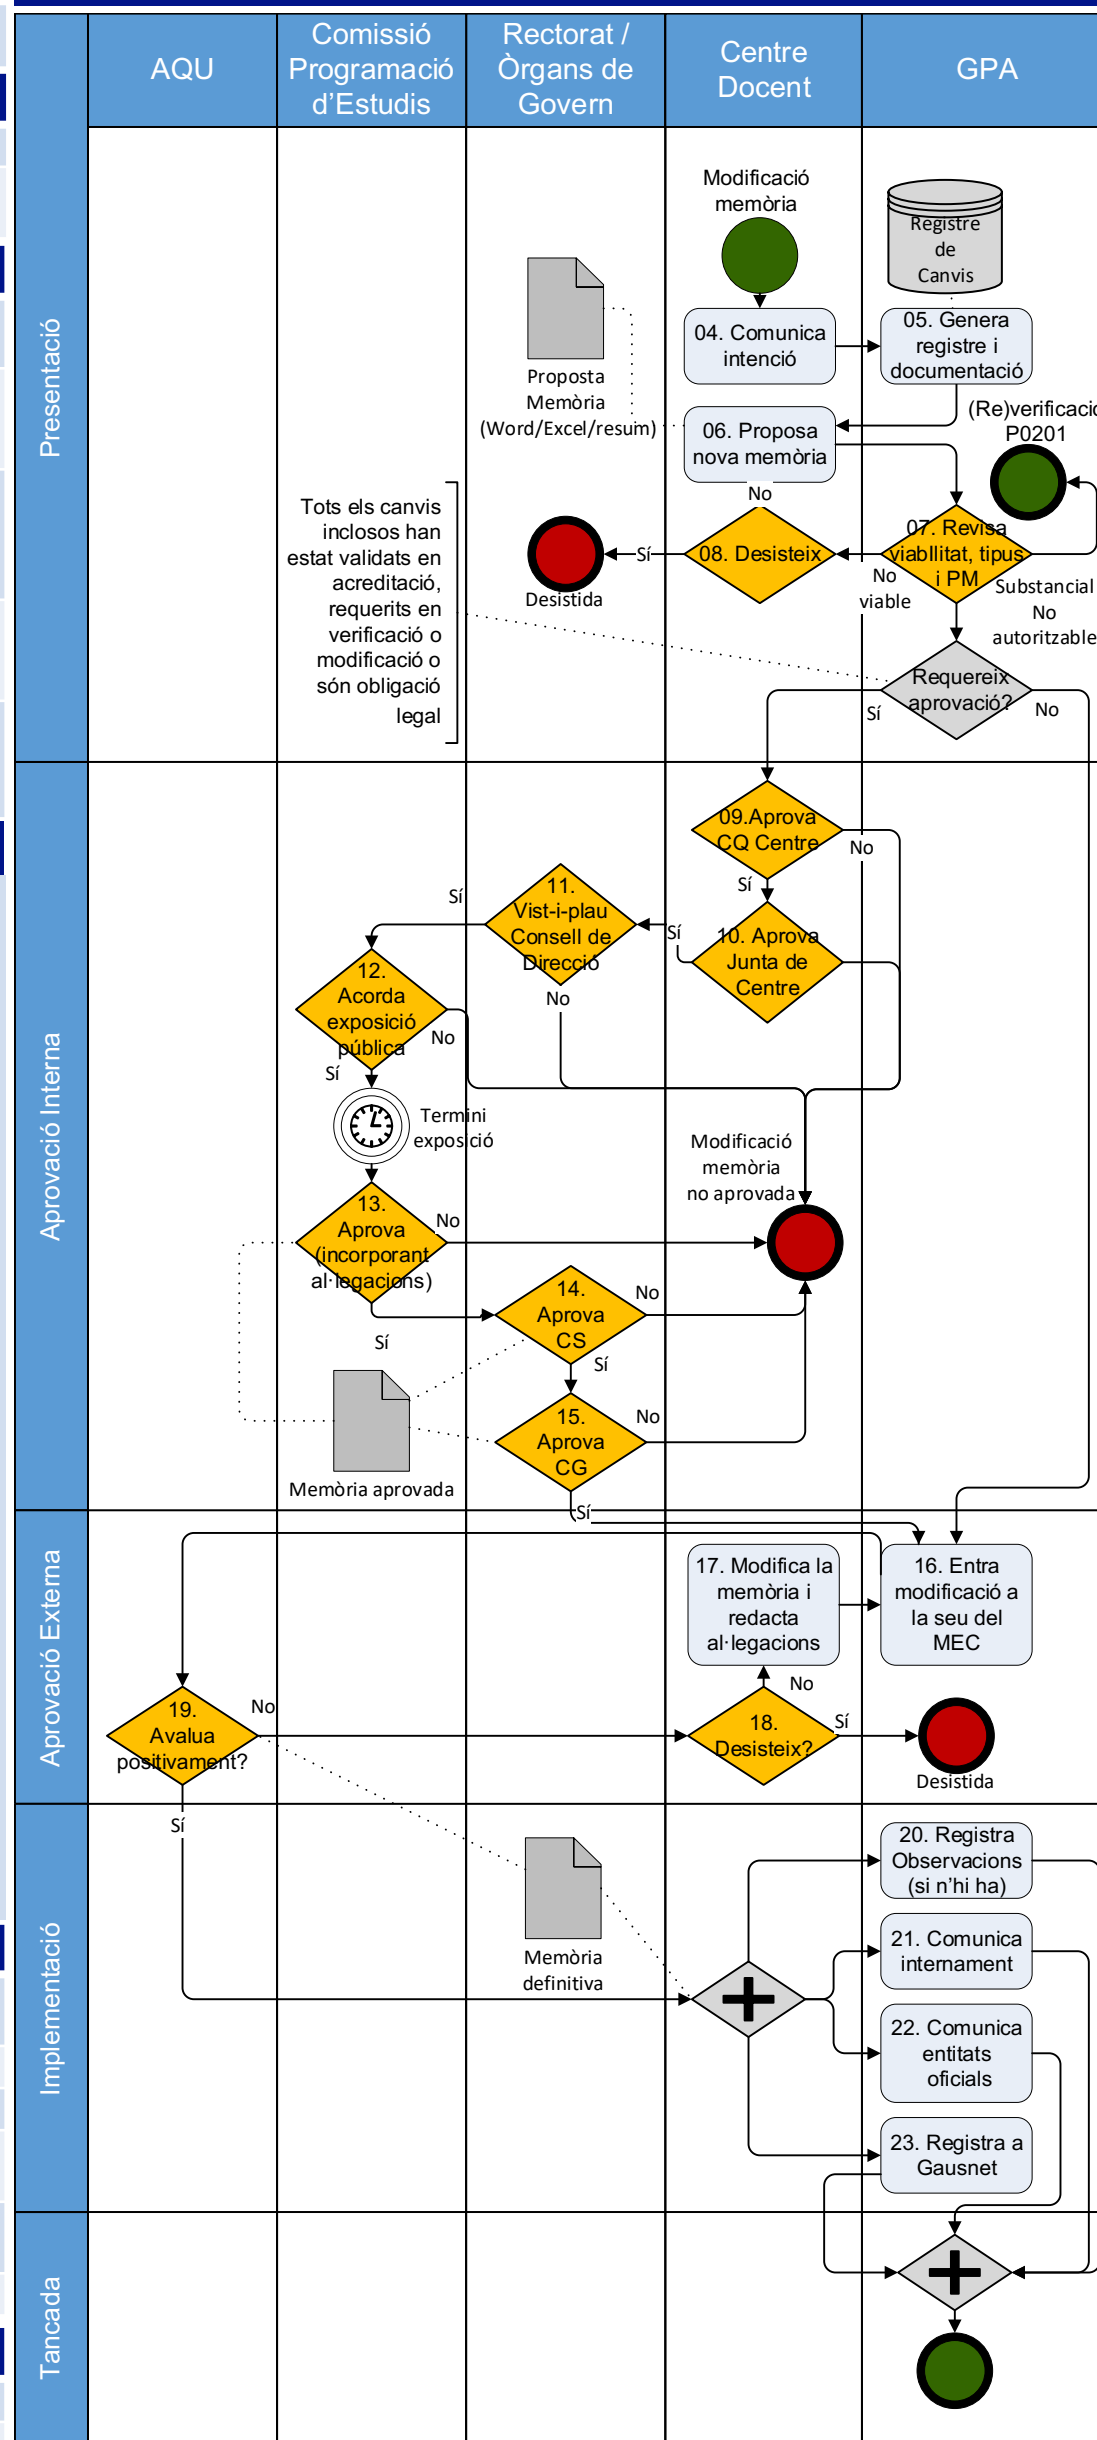 AQU
Comissió
Programació
d'Estudis
Rectorat /
Òrgans de
Govern
Centre
Docent
GPA
Presentació
Modificació
memòria
Registre
de
Canvis
Proposta
Memòria
(Word/Excel/resum)
04. Comunica
intenció
05. Genera
registre i
documentació
06. Proposa
nova memòria
(Re)verificació
P0201
No
Tots els canvis
inclosos han
estat validats en
acreditació,
requerits en
verificació o
modificació o
són obligació
legal
Desistida
Sí
08. Desisteix
07. Revisa
viabllitat, tipus
i PM
No
viable
Substancial
No
autoritzable
Requereix
aprovació?
Sí
No
Aprovació Interna
09.Aprova
CQ Centre
No
Sí
10. Aprova
Junta de
Centre
Sí
11.
Vist-i-plau
Consell de
Direcció
Sí
No
12.
Acorda
exposició
pública
No
Sí
Termini
exposició
Modificació
memòria
no aprovada
13.
Aprova
(incorporant
al·legacions)
No
Sí
14.
Aprova
CS
No
Sí
15.
Aprova
CG
No
Memòria aprovada
Sí
Aprovació Externa
17. Modifica la
memòria i
redacta
al·legacions
16. Entra
modificació a
la seu del
MEC
19.
Avalua
positivament?
No
Sí
18.
Desisteix?
No
Sí
Desistida
Implementació
Memòria
definitiva
20. Registra
Observacions
(si n'hi ha)
21. Comunica
internament
22. Comunica
entitats
oficials
23. Registra a
Gausnet
Tancada